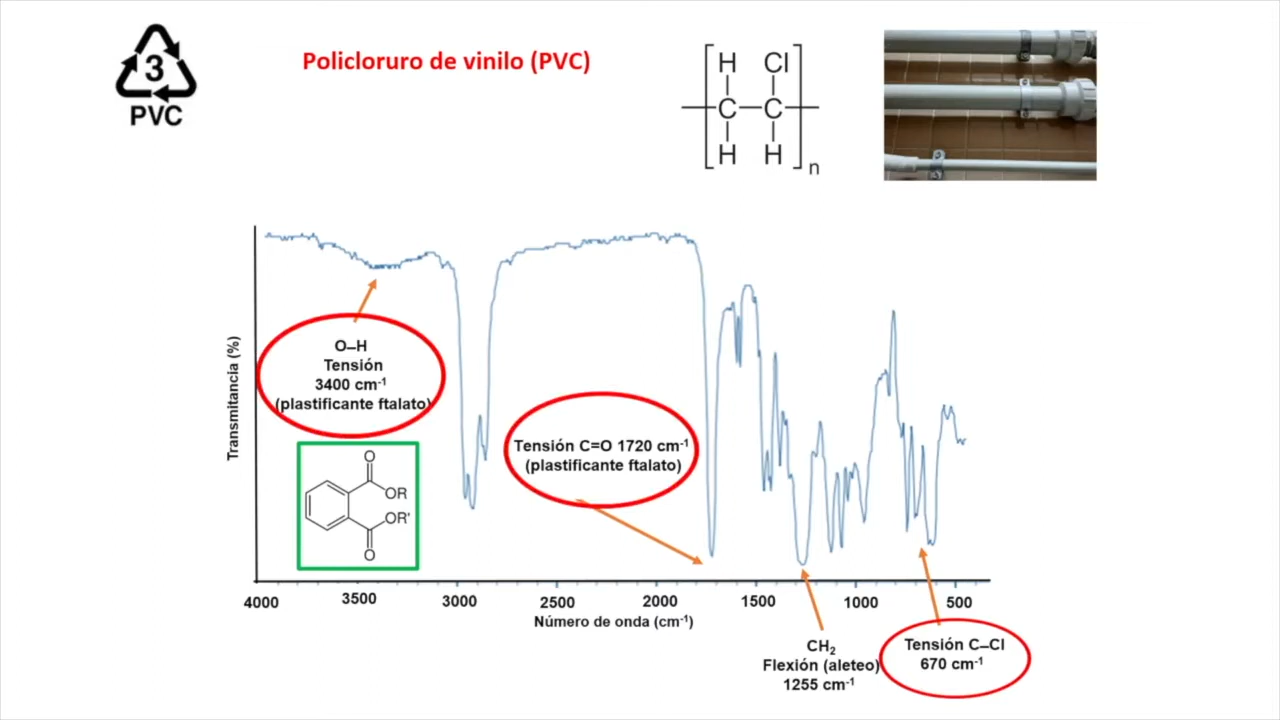 3
PVC
Policloruro de vinilo (PVC)
H Cl
C C
H H
n
Transmitancia (%)
O–H
Tensión
3400 cm-1
(plastificante ftalato)
O
OR
OR'
O
Tensión C=O 1720 cm-1
(plastificante ftalato)
4000 3500 3000 2500 2000 1500 1000 500
Número de onda (cm-1)
CH2
Flexión (aleteo)
1255 cm-1
Tensión C–Cl
670 cm-1